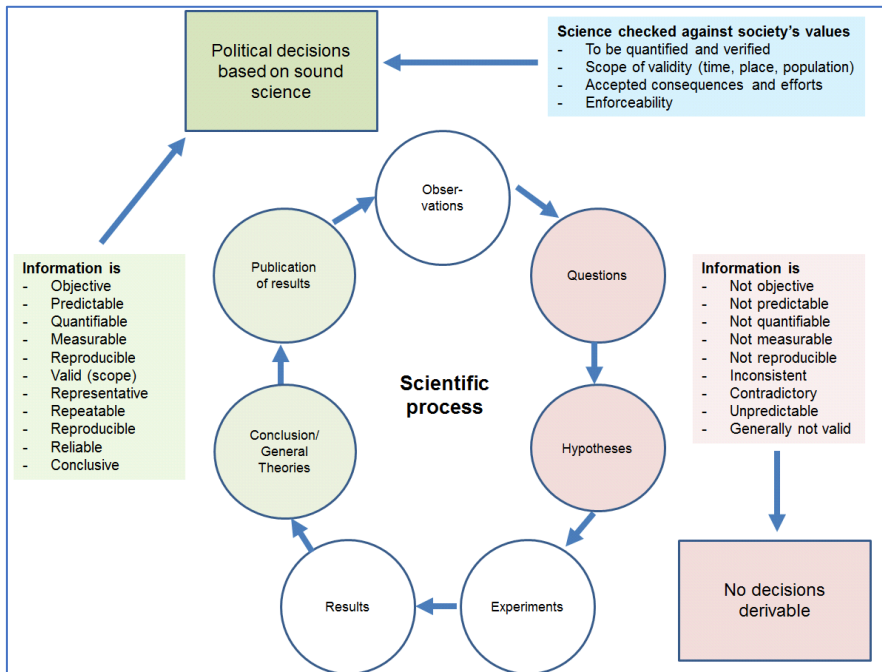 Political decisions
based on sound
science
Science checked against society's values
- To be quantified and verified
- Scope of validity (time, place, population)
- Accepted consequences and efforts
- Enforceability
Obser-
vations
Publication
of results
Questions
Information is
- Objective
- Predictable
- Quantifiable
- Measurable
- Reproducible
- Valid (scope)
- Representative
- Repeatable
- Reproducible
- Reliable
- Conclusive
Information is
- Not objective
- Not predictable
- Not quantifiable
- Not measurable
- Not reproducible
- Inconsistent
- Contradictory
- Unpredictable
- Generally not valid
Scientific
process
Conclusion/
General
Theories
Hypotheses
Results
Experiments
No decisions
derivable